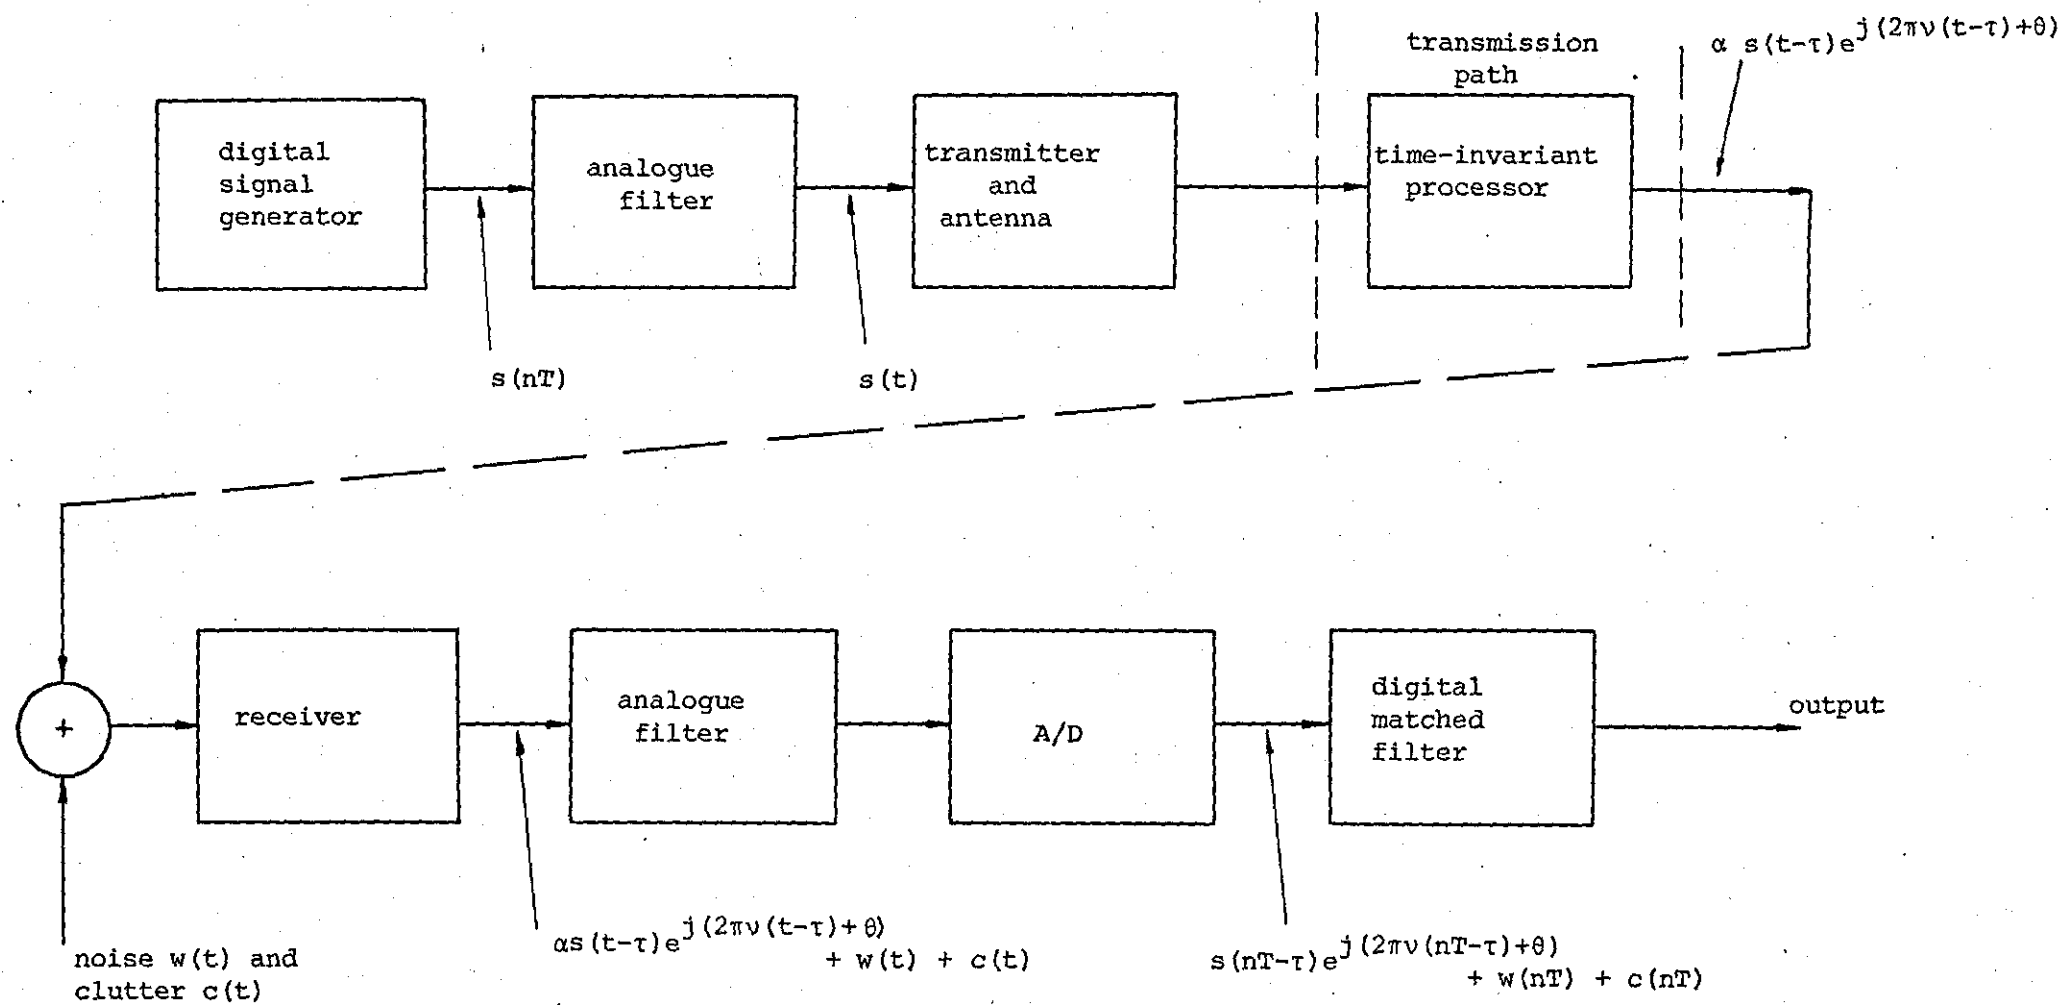 transmission
path
α s(t-τ)e^j(2πν(t-τ)+θ)
digital
signal
generator
analogue
filter
transmitter
and
antenna
time-invariant
processor
s(nT)
s(t)
+
receiver
analogue
filter
A/D
digital
matched
filter
output
noise w(t) and
clutter c(t)
αs(t-τ)e^j(2πν(t-τ)+θ)
+ w(t) + c(t)
s(nT-τ)e^j(2πν(nT-τ)+θ)
+ w(nT) + c(nT)